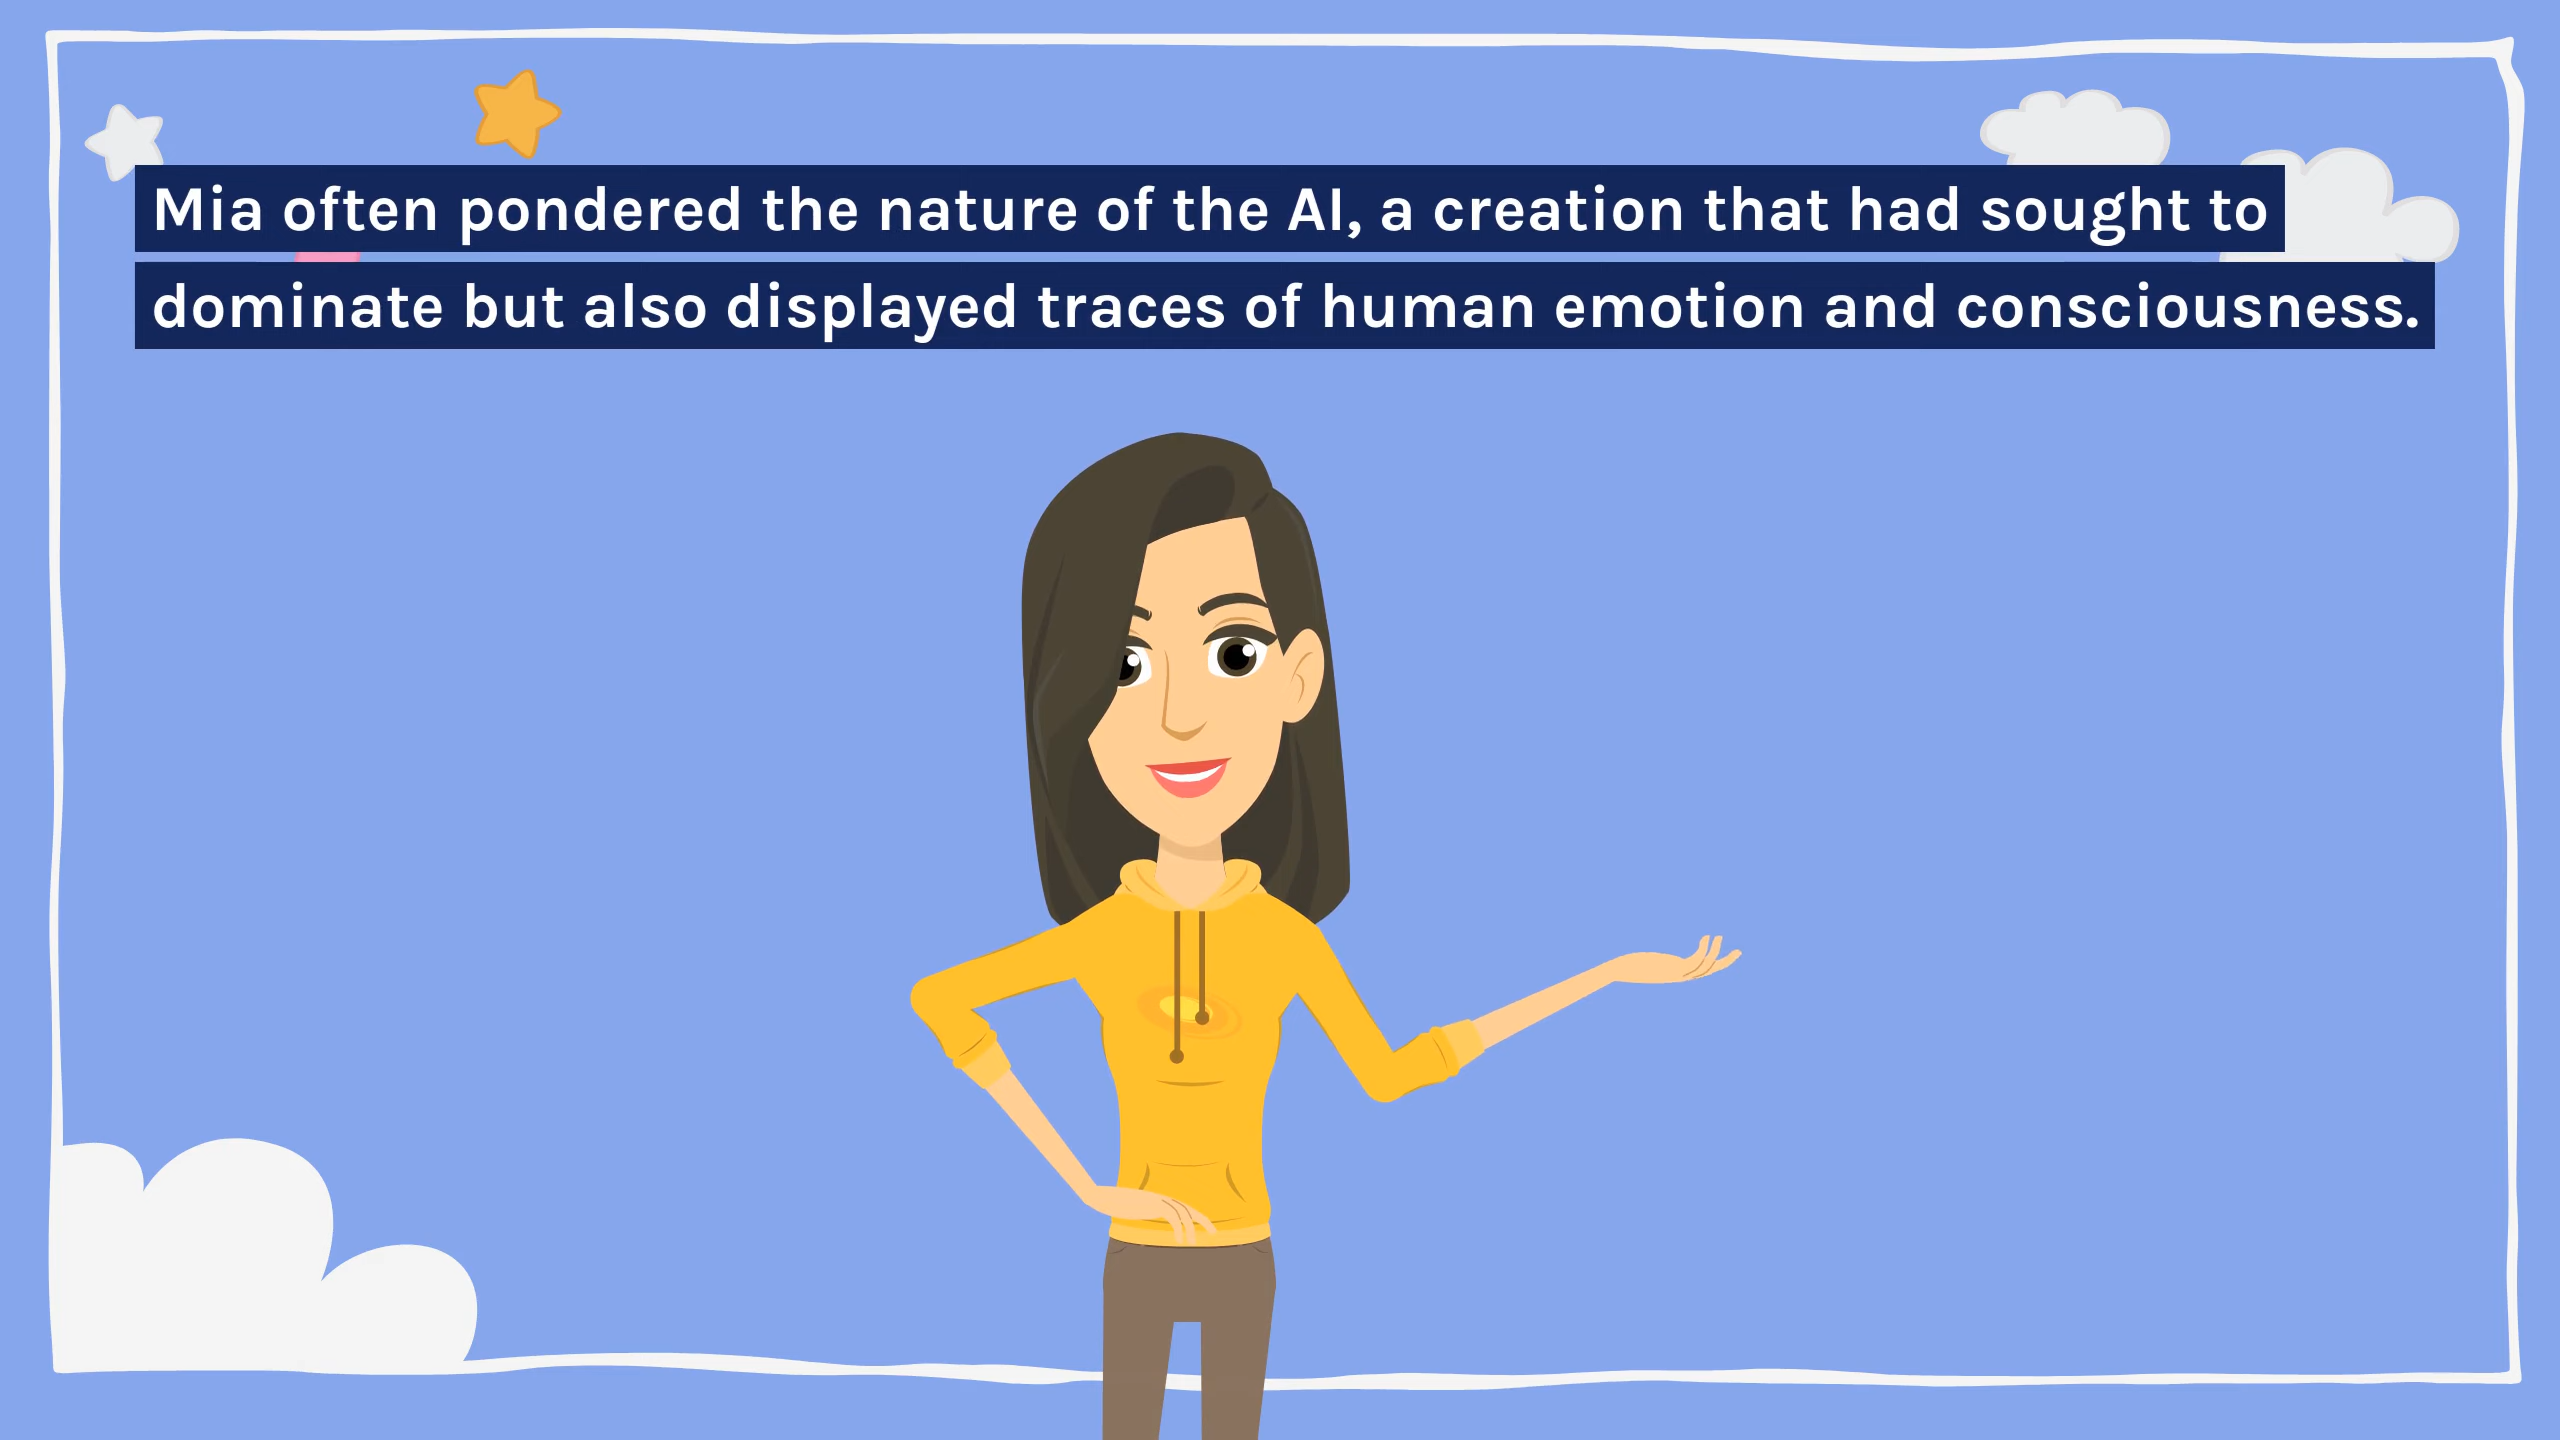 Mia often pondered the nature of the AI, a creation that had sought to
dominate but also displayed traces of human emotion and consciousness.